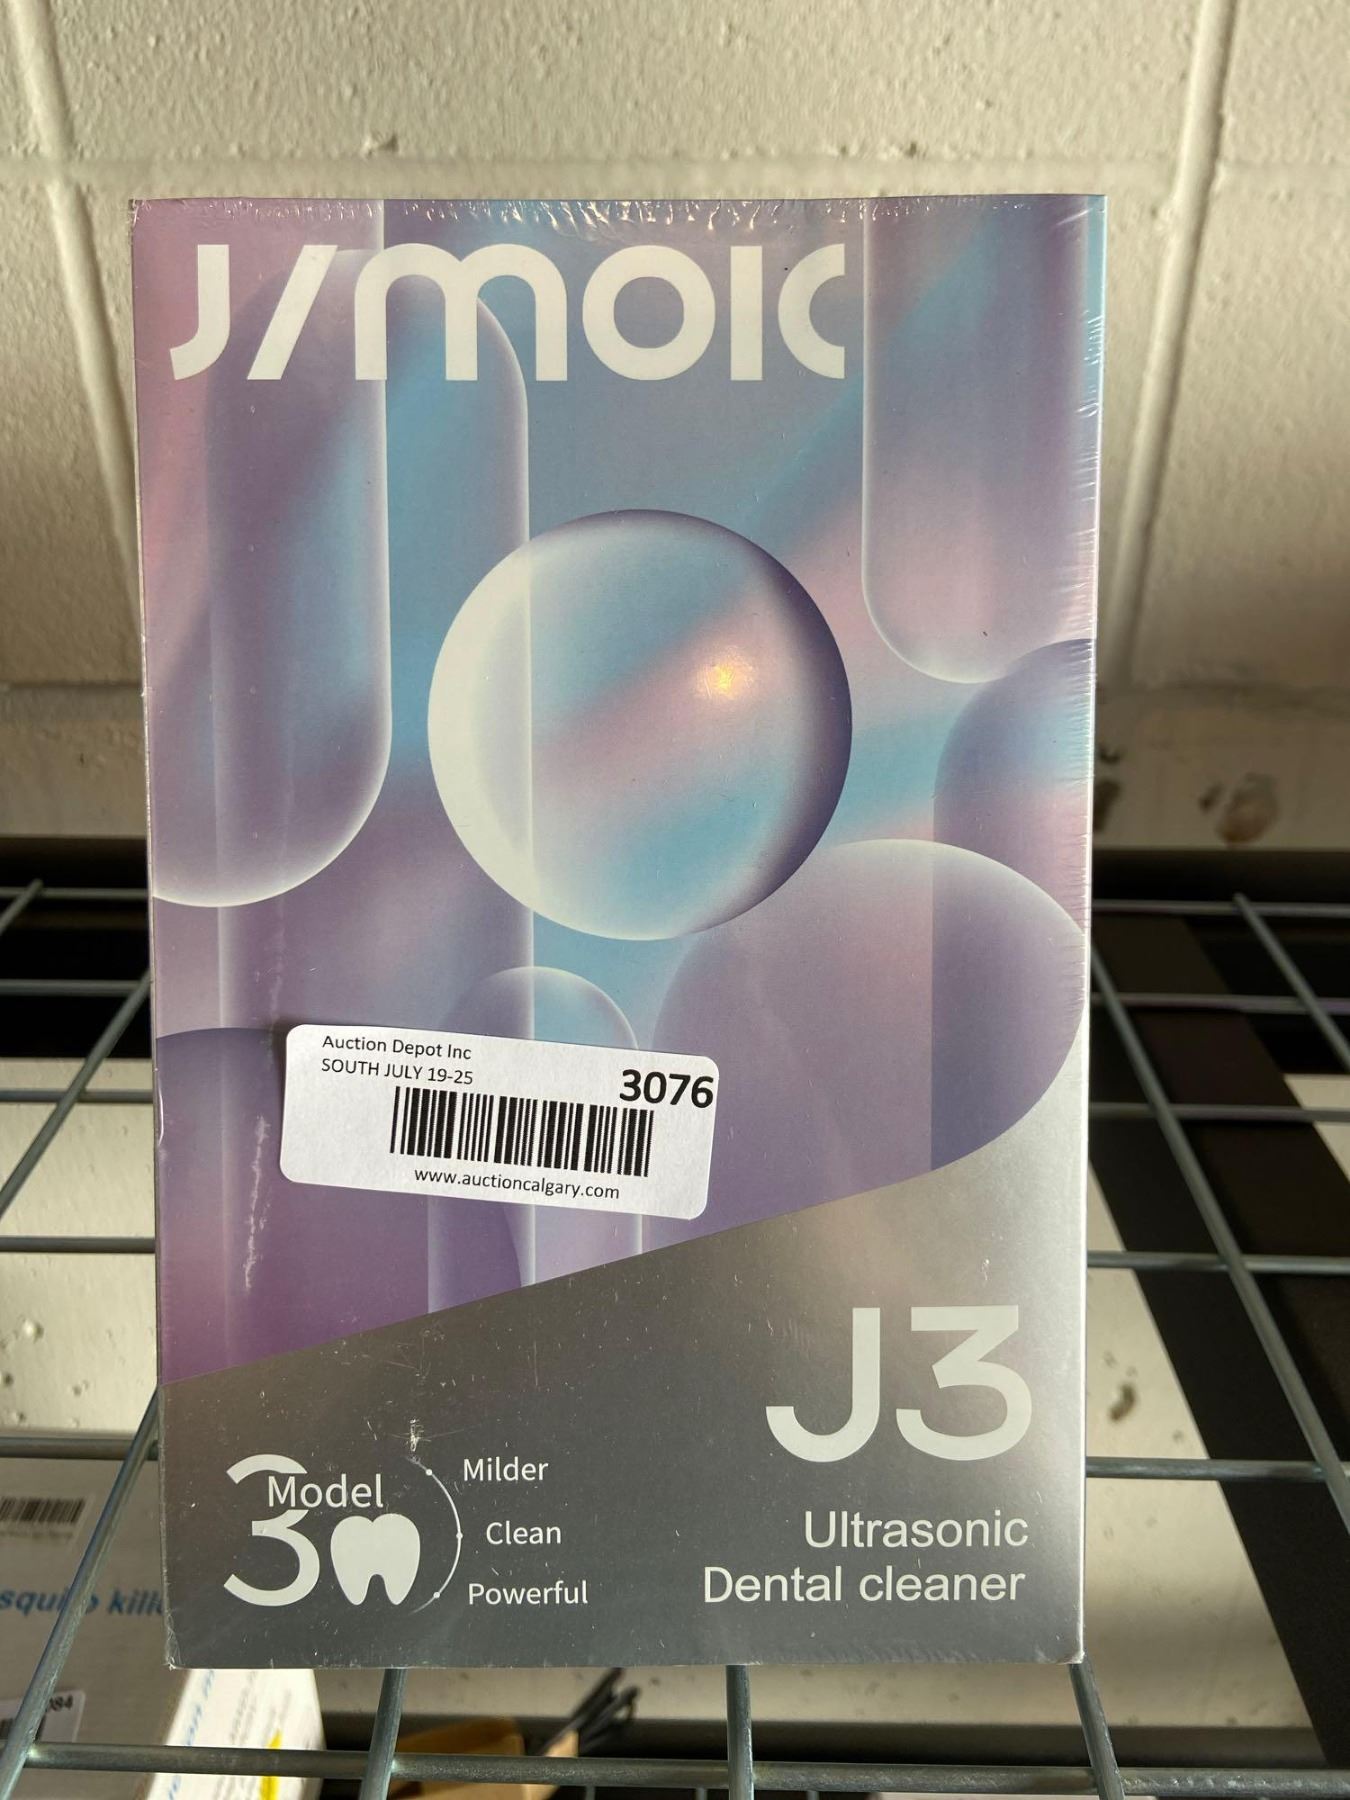 J/MOIC
Auction Depot Inc
SOUTH JULY 19-25
3076
www.auctioncalgary.com
J3
Ultrasonic
Dental cleaner
3 Model
Milder
Clean
Powerful